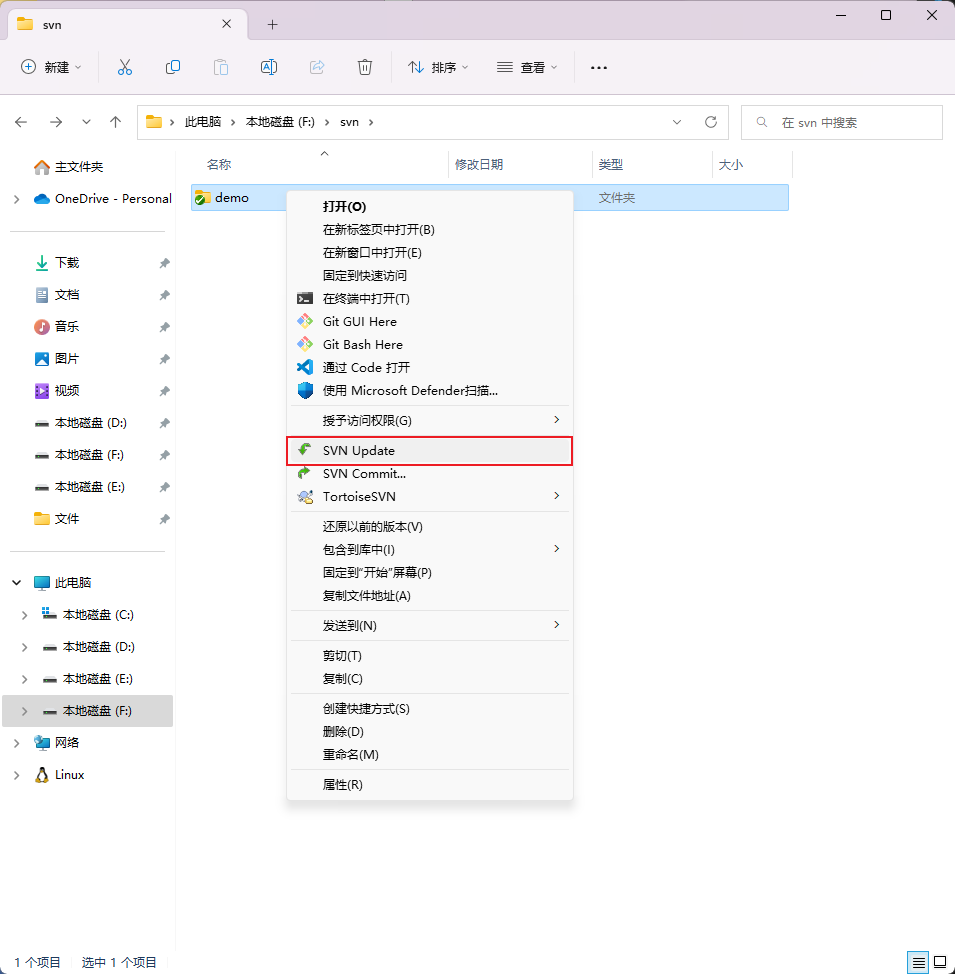 svn
新建
排序
查看
此电脑
本地磁盘 (F:)
svn
在 svn 中搜索
名称
修改日期
类型
大小
主文件夹
OneDrive - Personal
下载
文档
音乐
图片
视频
本地磁盘 (D:)
本地磁盘 (F:)
本地磁盘 (E:)
文件
此电脑
本地磁盘 (C:)
本地磁盘 (D:)
本地磁盘 (E:)
本地磁盘 (F:)
网络
Linux
demo
文件夹
打开(O)
在新标签页中打开(B)
在新窗口中打开(E)
固定到快速访问
在终端中打开(T)
Git GUI Here
Git Bash Here
通过 Code 打开
使用 Microsoft Defender扫描...
授予访问权限(G)
SVN Update
SVN Commit...
TortoiseSVN
还原以前的版本(V)
包含到库中(I)
固定到"开始"屏幕(P)
复制文件地址(A)
发送到(N)
剪切(T)
复制(C)
创建快捷方式(S)
删除(D)
重命名(M)
属性(R)
1 个项目
选中 1 个项目